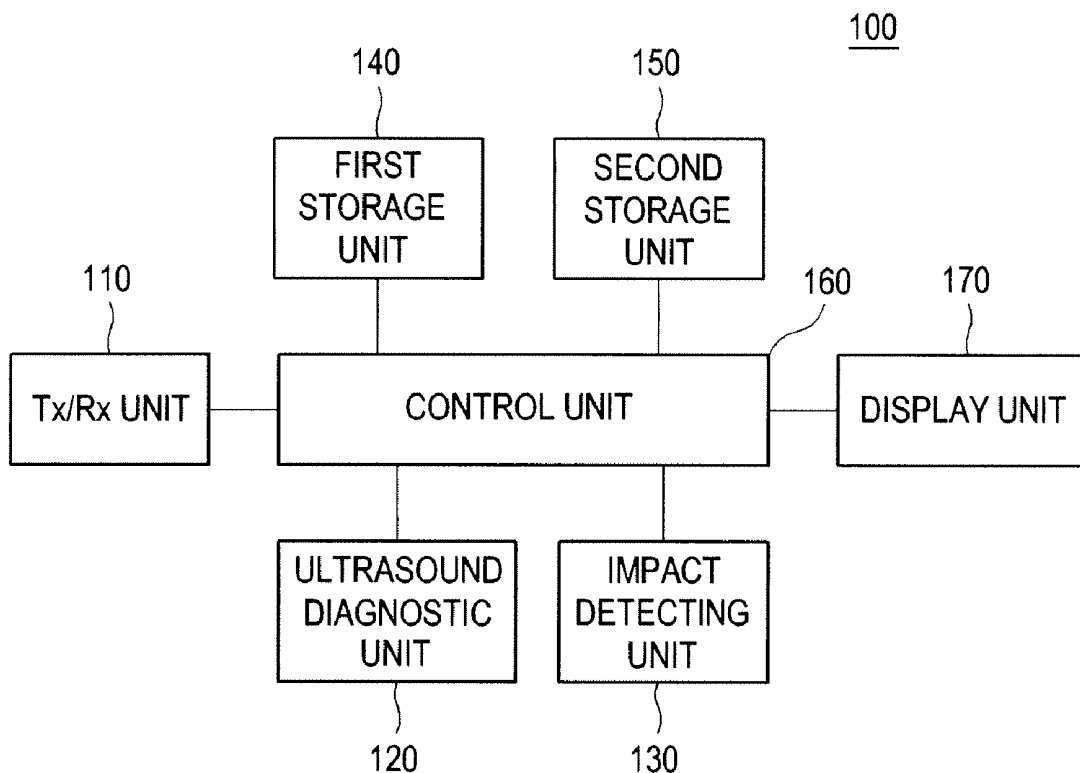 100
140
150
FIRST
STORAGE
UNIT
SECOND
STORAGE
UNIT
110
160
170
Tx/Rx UNIT
CONTROL UNIT
DISPLAY UNIT
ULTRASOUND
DIAGNOSTIC
UNIT
IMPACT
DETECTING
UNIT
120
130